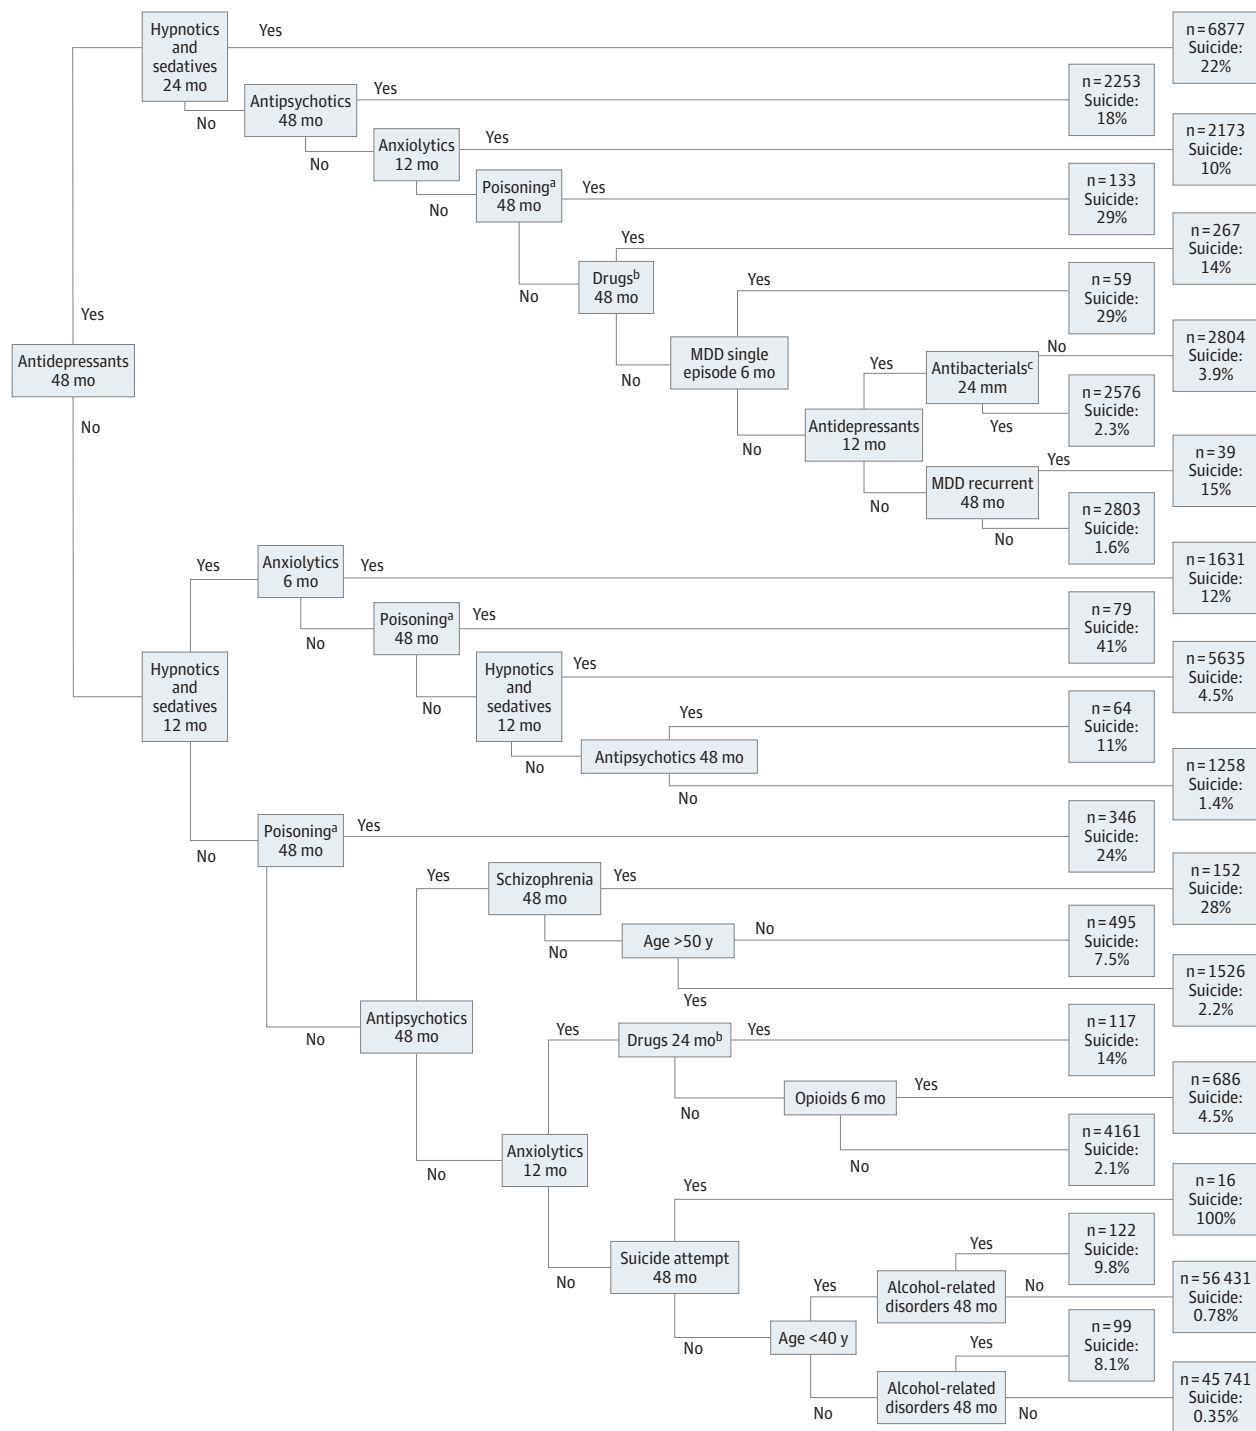 Hypnotics
and
sedatives
24 mo
Yes
n=6877
Suicide:
22%
No
Antipsychotics
48 mo
Yes
n=2253
Suicide:
18%
No
Anxiolytics
12 mo
Yes
n=2173
Suicide:
10%
No
Poisoningᵃ
48 mo
Yes
n=133
Suicide:
29%
No
Drugsᵇ
48 mo
Yes
n=267
Suicide:
14%
No
MDD single
episode 6 mo
Yes
n=59
Suicide:
29%
Yes
Antidepressants
48 mo
No
No
Antidepressants
12 mo
Yes
Antibacterialsᶜ
24 mm
No
n=2804
Suicide:
3.9%
Yes
n=2576
Suicide:
2.3%
No
MDD recurrent
48 mo
Yes
n=39
Suicide:
15%
No
n=2803
Suicide:
1.6%
Hypnotics
and
sedatives
12 mo
Yes
Anxiolytics
6 mo
Yes
n=1631
Suicide:
12%
No
Poisoningᵃ
48 mo
Yes
n=79
Suicide:
41%
No
Hypnotics
and
sedatives
12 mo
Yes
n=5635
Suicide:
4.5%
No
Antipsychotics 48 mo
Yes
n=64
Suicide:
11%
No
n=1258
Suicide:
1.4%
No
Poisoningᵃ
48 mo
Yes
n=346
Suicide:
24%
No
Antipsychotics
48 mo
Yes
Schizophrenia
48 mo
Yes
n=152
Suicide:
28%
No
Age >50 y
No
n=495
Suicide:
7.5%
Yes
n=1526
Suicide:
2.2%
No
Anxiolytics
12 mo
Yes
Drugs 24 moᵇ
Yes
n=117
Suicide:
14%
No
Opioids 6 mo
Yes
n=686
Suicide:
4.5%
No
n=4161
Suicide:
2.1%
No
Suicide attempt
48 mo
Yes
n=16
Suicide:
100%
No
Age <40 y
Yes
Alcohol-related
disorders 48 mo
Yes
n=122
Suicide:
9.8%
No
n=56 431
Suicide:
0.78%
No
Alcohol-related
disorders 48 mo
Yes
n=99
Suicide:
8.1%
No
n=45 741
Suicide:
0.35%